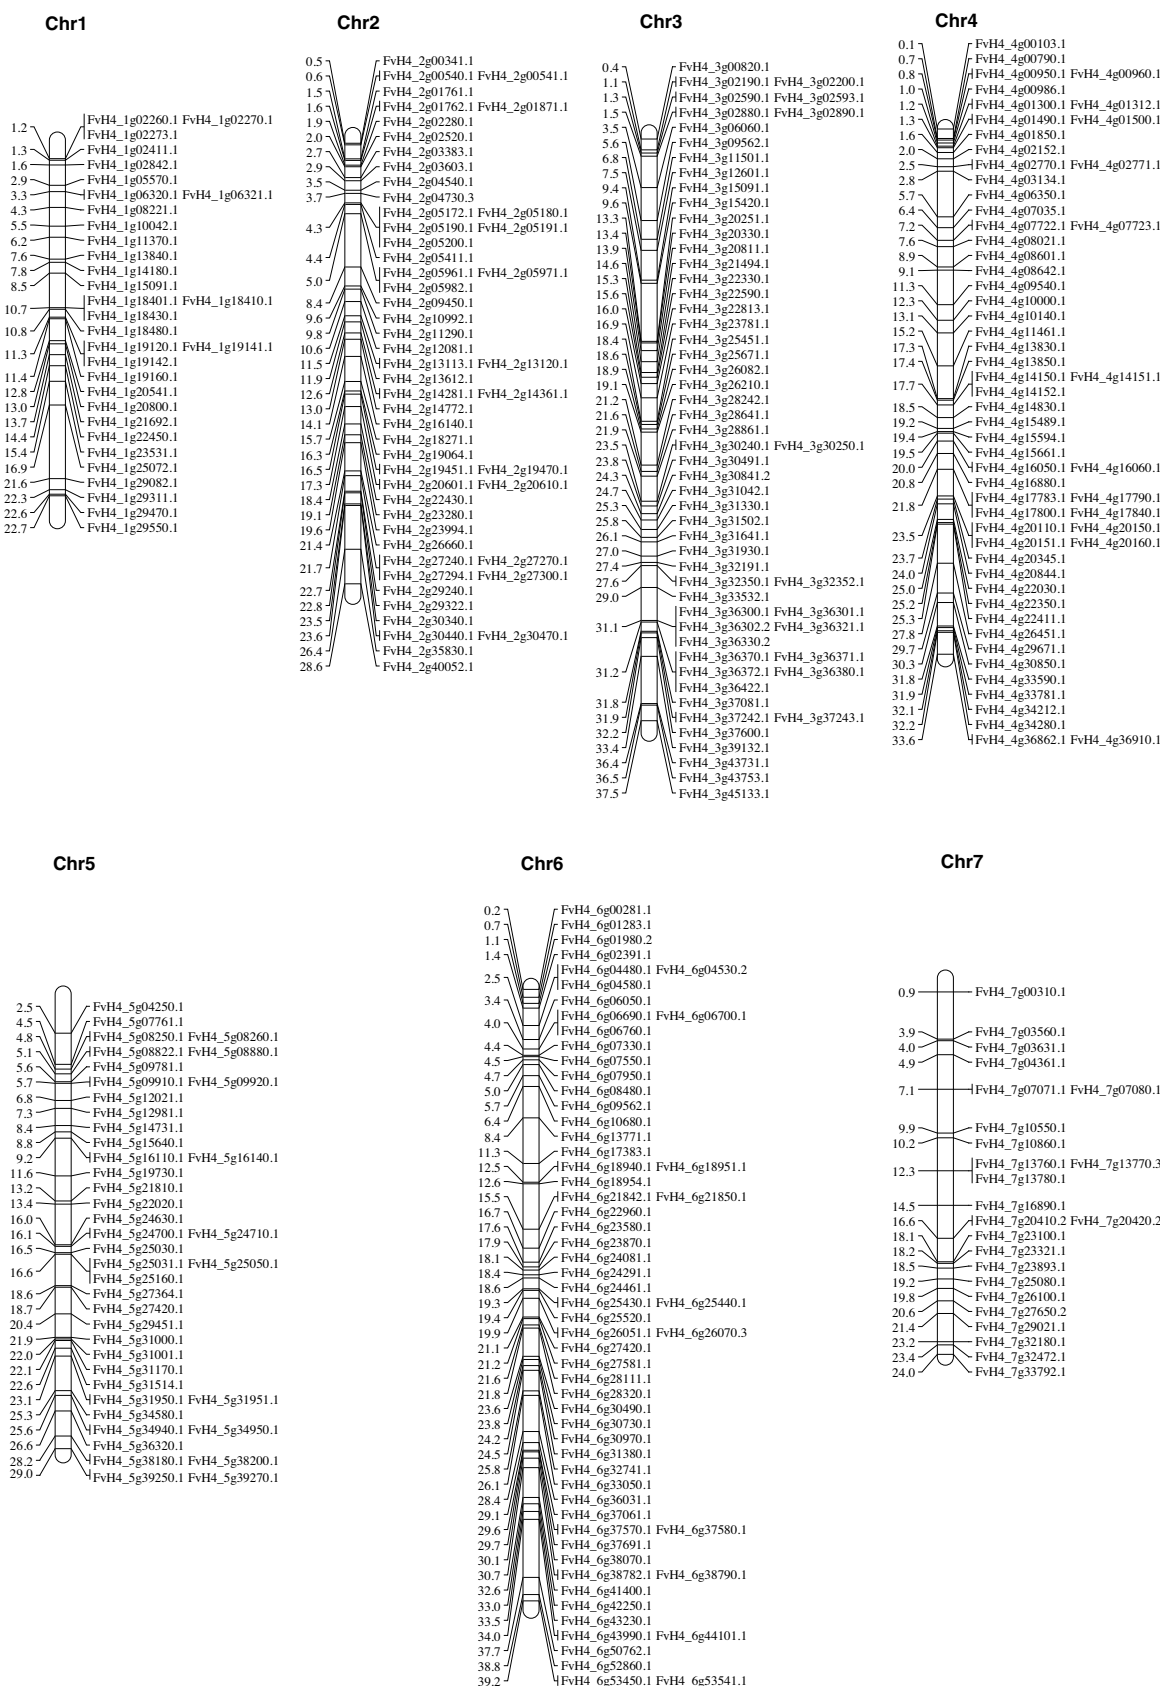 Chr1
1.2 FvH4_1g02260.1 FvH4_1g02270.1
FvH4_1g02273.1
1.3 FvH4_1g02411.1
1.6 FvH4_1g02842.1
2.9 FvH4_1g05570.1
3.3 FvH4_1g06320.1 FvH4_1g06321.1
4.3 FvH4_1g08221.1
5.5 FvH4_1g10042.1
6.2 FvH4_1g11370.1
7.6 FvH4_1g13840.1
7.8 FvH4_1g14180.1
8.5 FvH4_1g15091.1
10.7 FvH4_1g18401.1 FvH4_1g18410.1
FvH4_1g18430.1
10.8 FvH4_1g18480.1
11.3 FvH4_1g19120.1 FvH4_1g19141.1
FvH4_1g19142.1
11.4 FvH4_1g19160.1
12.8 FvH4_1g20541.1
13.0 FvH4_1g20800.1
13.7 FvH4_1g21692.1
14.4 FvH4_1g22450.1
15.4 FvH4_1g23531.1
16.9 FvH4_1g25072.1
21.6 FvH4_1g29082.1
22.3 FvH4_1g29311.1
22.6 FvH4_1g29470.1
22.7 FvH4_1g29550.1
Chr2
0.5 FvH4_2g00341.1
0.6 FvH4_2g00540.1 FvH4_2g00541.1
1.5 FvH4_2g01761.1
1.6 FvH4_2g01762.1 FvH4_2g01871.1
1.9 FvH4_2g02280.1
2.0 FvH4_2g02520.1
2.7 FvH4_2g03383.1
2.9 FvH4_2g03603.1
3.5 FvH4_2g04540.1
3.7 FvH4_2g04730.3
4.3 FvH4_2g05172.1 FvH4_2g05180.1
FvH4_2g05190.1 FvH4_2g05191.1
FvH4_2g05200.1
4.4 FvH4_2g05411.1
5.0 FvH4_2g05961.1 FvH4_2g05971.1
FvH4_2g05982.1
8.4 FvH4_2g09450.1
9.6 FvH4_2g10992.1
9.8 FvH4_2g11290.1
10.6 FvH4_2g12081.1
11.5 FvH4_2g13113.1 FvH4_2g13120.1
11.9 FvH4_2g13612.1
12.6 FvH4_2g14281.1 FvH4_2g14361.1
13.0 FvH4_2g14772.1
14.1 FvH4_2g16140.1
15.7 FvH4_2g18271.1
16.3 FvH4_2g19064.1
16.5 FvH4_2g19451.1 FvH4_2g19470.1
17.3 FvH4_2g20601.1 FvH4_2g20610.1
18.4 FvH4_2g22430.1
19.1 FvH4_2g23280.1
19.6 FvH4_2g23994.1
21.4 FvH4_2g26660.1
21.7 FvH4_2g27240.1 FvH4_2g27270.1
FvH4_2g27294.1 FvH4_2g27300.1
22.7 FvH4_2g29240.1
22.8 FvH4_2g29322.1
23.5 FvH4_2g30340.1
23.6 FvH4_2g30440.1 FvH4_2g30470.1
26.4 FvH4_2g35830.1
28.6 FvH4_2g40052.1
Chr3
0.4 FvH4_3g00820.1
1.1 FvH4_3g02190.1 FvH4_3g02200.1
1.3 FvH4_3g02590.1 FvH4_3g02593.1
1.5 FvH4_3g02880.1 FvH4_3g02890.1
3.5 FvH4_3g06060.1
5.6 FvH4_3g09562.1
6.8 FvH4_3g11501.1
7.5 FvH4_3g12601.1
9.4 FvH4_3g15091.1
9.6 FvH4_3g15420.1
13.3 FvH4_3g20251.1
13.4 FvH4_3g20330.1
13.9 FvH4_3g20811.1
14.6 FvH4_3g21494.1
15.3 FvH4_3g22330.1
15.6 FvH4_3g22590.1
16.0 FvH4_3g22813.1
16.9 FvH4_3g23781.1
18.4 FvH4_3g25451.1
18.6 FvH4_3g25671.1
18.9 FvH4_3g26082.1
19.1 FvH4_3g26210.1
21.2 FvH4_3g28242.1
21.6 FvH4_3g28641.1
21.9 FvH4_3g28861.1
23.5 FvH4_3g30240.1 FvH4_3g30250.1
23.8 FvH4_3g30491.1
24.3 FvH4_3g30841.2
24.7 FvH4_3g31042.1
25.3 FvH4_3g31330.1
25.8 FvH4_3g31502.1
26.1 FvH4_3g31641.1
27.0 FvH4_3g31930.1
27.4 FvH4_3g32191.1
27.6 FvH4_3g32350.1 FvH4_3g32352.1
29.0 FvH4_3g33532.1
31.1 FvH4_3g36300.1 FvH4_3g36301.1
FvH4_3g36302.2 FvH4_3g36321.1
FvH4_3g36330.2
31.2 FvH4_3g36370.1 FvH4_3g36371.1
FvH4_3g36372.1 FvH4_3g36380.1
FvH4_3g36422.1
31.8 FvH4_3g37081.1
31.9 FvH4_3g37242.1 FvH4_3g37243.1
32.2 FvH4_3g37600.1
33.4 FvH4_3g39132.1
36.4 FvH4_3g43731.1
36.5 FvH4_3g43753.1
37.5 FvH4_3g45133.1
Chr4
0.1 FvH4_4g00103.1
0.7 FvH4_4g00790.1
0.8 FvH4_4g00950.1 FvH4_4g00960.1
1.0 FvH4_4g00986.1
1.2 FvH4_4g01300.1 FvH4_4g01312.1
1.3 FvH4_4g01490.1 FvH4_4g01500.1
1.6 FvH4_4g01850.1
2.0 FvH4_4g02152.1
2.5 FvH4_4g02770.1 FvH4_4g02771.1
2.8 FvH4_4g03134.1
5.7 FvH4_4g06350.1
6.4 FvH4_4g07035.1
7.2 FvH4_4g07722.1 FvH4_4g07723.1
7.6 FvH4_4g08021.1
8.9 FvH4_4g08601.1
9.1 FvH4_4g08642.1
11.3 FvH4_4g09540.1
12.3 FvH4_4g10000.1
13.1 FvH4_4g10140.1
15.2 FvH4_4g11461.1
17.3 FvH4_4g13830.1
17.4 FvH4_4g13850.1
17.7 FvH4_4g14150.1 FvH4_4g14151.1
FvH4_4g14152.1
18.5 FvH4_4g14830.1
19.2 FvH4_4g15489.1
19.4 FvH4_4g15594.1
19.5 FvH4_4g15661.1
20.0 FvH4_4g16050.1 FvH4_4g16060.1
20.8 FvH4_4g16880.1
21.8 FvH4_4g17783.1 FvH4_4g17790.1
FvH4_4g17800.1 FvH4_4g17840.1
23.5 FvH4_4g20110.1 FvH4_4g20150.1
FvH4_4g20151.1 FvH4_4g20160.1
23.7 FvH4_4g20345.1
24.0 FvH4_4g20844.1
25.0 FvH4_4g22030.1
25.2 FvH4_4g22350.1
25.3 FvH4_4g22411.1
27.8 FvH4_4g26451.1
29.7 FvH4_4g29671.1
30.3 FvH4_4g30850.1
31.8 FvH4_4g33590.1
31.9 FvH4_4g33781.1
32.1 FvH4_4g34212.1
32.2 FvH4_4g34280.1
33.6 FvH4_4g36862.1 FvH4_4g36910.1
Chr5
2.5 FvH4_5g04250.1
4.5 FvH4_5g07761.1
4.8 FvH4_5g08250.1 FvH4_5g08260.1
5.1 FvH4_5g08822.1 FvH4_5g08880.1
5.6 FvH4_5g09781.1
5.7 FvH4_5g09910.1 FvH4_5g09920.1
6.8 FvH4_5g12021.1
7.3 FvH4_5g12981.1
8.4 FvH4_5g14731.1
8.8 FvH4_5g15640.1
9.2 FvH4_5g16110.1 FvH4_5g16140.1
11.6 FvH4_5g19730.1
13.2 FvH4_5g21810.1
13.4 FvH4_5g22020.1
16.0 FvH4_5g24630.1
16.1 FvH4_5g24700.1 FvH4_5g24710.1
16.5 FvH4_5g25030.1
16.6 FvH4_5g25031.1 FvH4_5g25050.1
FvH4_5g25160.1
18.6 FvH4_5g27364.1
18.7 FvH4_5g27420.1
20.4 FvH4_5g29451.1
21.9 FvH4_5g31000.1
22.0 FvH4_5g31001.1
22.1 FvH4_5g31170.1
22.6 FvH4_5g31514.1
23.1 FvH4_5g31950.1 FvH4_5g31951.1
25.3 FvH4_5g34580.1
25.6 FvH4_5g34940.1 FvH4_5g34950.1
26.6 FvH4_5g36320.1
28.2 FvH4_5g38180.1 FvH4_5g38200.1
29.0 FvH4_5g39250.1 FvH4_5g39270.1
Chr6
0.2 FvH4_6g00281.1
0.7 FvH4_6g01283.1
1.1 FvH4_6g01980.2
1.4 FvH4_6g02391.1
2.5 FvH4_6g04480.1 FvH4_6g04530.2
FvH4_6g04580.1
3.4 FvH4_6g06050.1
4.0 FvH4_6g06690.1 FvH4_6g06700.1
FvH4_6g06760.1
4.4 FvH4_6g07330.1
4.5 FvH4_6g07550.1
4.7 FvH4_6g07950.1
5.0 FvH4_6g08480.1
5.7 FvH4_6g09562.1
6.4 FvH4_6g10680.1
8.4 FvH4_6g13771.1
11.3 FvH4_6g17383.1
12.5 FvH4_6g18940.1 FvH4_6g18951.1
12.6 FvH4_6g18954.1
15.5 FvH4_6g21842.1 FvH4_6g21850.1
16.7 FvH4_6g22960.1
17.6 FvH4_6g23580.1
17.9 FvH4_6g23870.1
18.1 FvH4_6g24081.1
18.4 FvH4_6g24291.1
18.6 FvH4_6g24461.1
19.3 FvH4_6g25430.1 FvH4_6g25440.1
19.4 FvH4_6g25520.1
19.9 FvH4_6g26051.1 FvH4_6g26070.3
21.1 FvH4_6g27420.1
21.2 FvH4_6g27581.1
21.6 FvH4_6g28111.1
21.8 FvH4_6g28320.1
23.6 FvH4_6g30490.1
23.8 FvH4_6g30730.1
24.2 FvH4_6g30970.1
24.5 FvH4_6g31380.1
25.8 FvH4_6g32741.1
26.1 FvH4_6g33050.1
28.4 FvH4_6g36031.1
29.1 FvH4_6g37061.1
29.6 FvH4_6g37570.1 FvH4_6g37580.1
29.7 FvH4_6g37691.1
30.1 FvH4_6g38070.1
30.7 FvH4_6g38782.1 FvH4_6g38790.1
32.6 FvH4_6g41400.1
33.0 FvH4_6g42250.1
33.5 FvH4_6g43230.1
34.0 FvH4_6g43990.1 FvH4_6g44101.1
37.7 FvH4_6g50762.1
38.8 FvH4_6g52860.1
39.2 FvH4_6g53450.1 FvH4_6g53541.1
Chr7
0.9 FvH4_7g00310.1
3.9 FvH4_7g03560.1
4.0 FvH4_7g03631.1
4.9 FvH4_7g04361.1
7.1 FvH4_7g07071.1 FvH4_7g07080.1
9.9 FvH4_7g10550.1
10.2 FvH4_7g10860.1
12.3 FvH4_7g13760.1 FvH4_7g13770.3
FvH4_7g13780.1
14.5 FvH4_7g16890.1
16.6 FvH4_7g20410.2 FvH4_7g20420.2
18.1 FvH4_7g23100.1
18.2 FvH4_7g23321.1
18.5 FvH4_7g23893.1
19.2 FvH4_7g25080.1
19.8 FvH4_7g26100.1
20.6 FvH4_7g27650.2
21.4 FvH4_7g29021.1
23.2 FvH4_7g32180.1
23.4 FvH4_7g32472.1
24.0 FvH4_7g33792.1